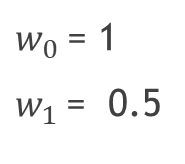 w₀ = 1
w₁ = 0.5